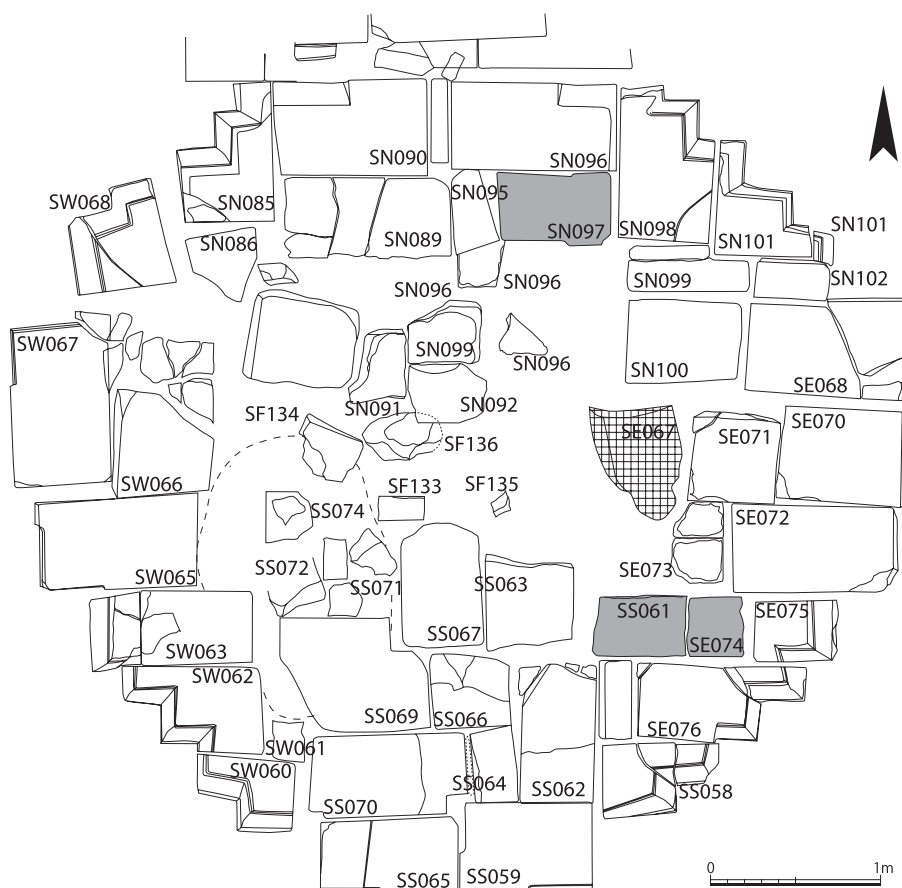 SN090
SN096
SN095
SW068
SN085
SN089
SN097
SN098
SN101
SN101
SN086
SN096
SN096
SN099
SN102
SW067
SN099
SN096
SN100
SE068
SN091
SN092
SF134
SE067
SE071
SE070
SF136
SW066
SF133
SF135
SS074
SE072
SW065
SS072
SS071
SS063
SE073
SS067
SS061
SE074
SE075
SW063
SW062
SS069
SS066
SE076
SW061
SW060
SS070
SS064
SS062
SS058
SS065
SS059
0
1m